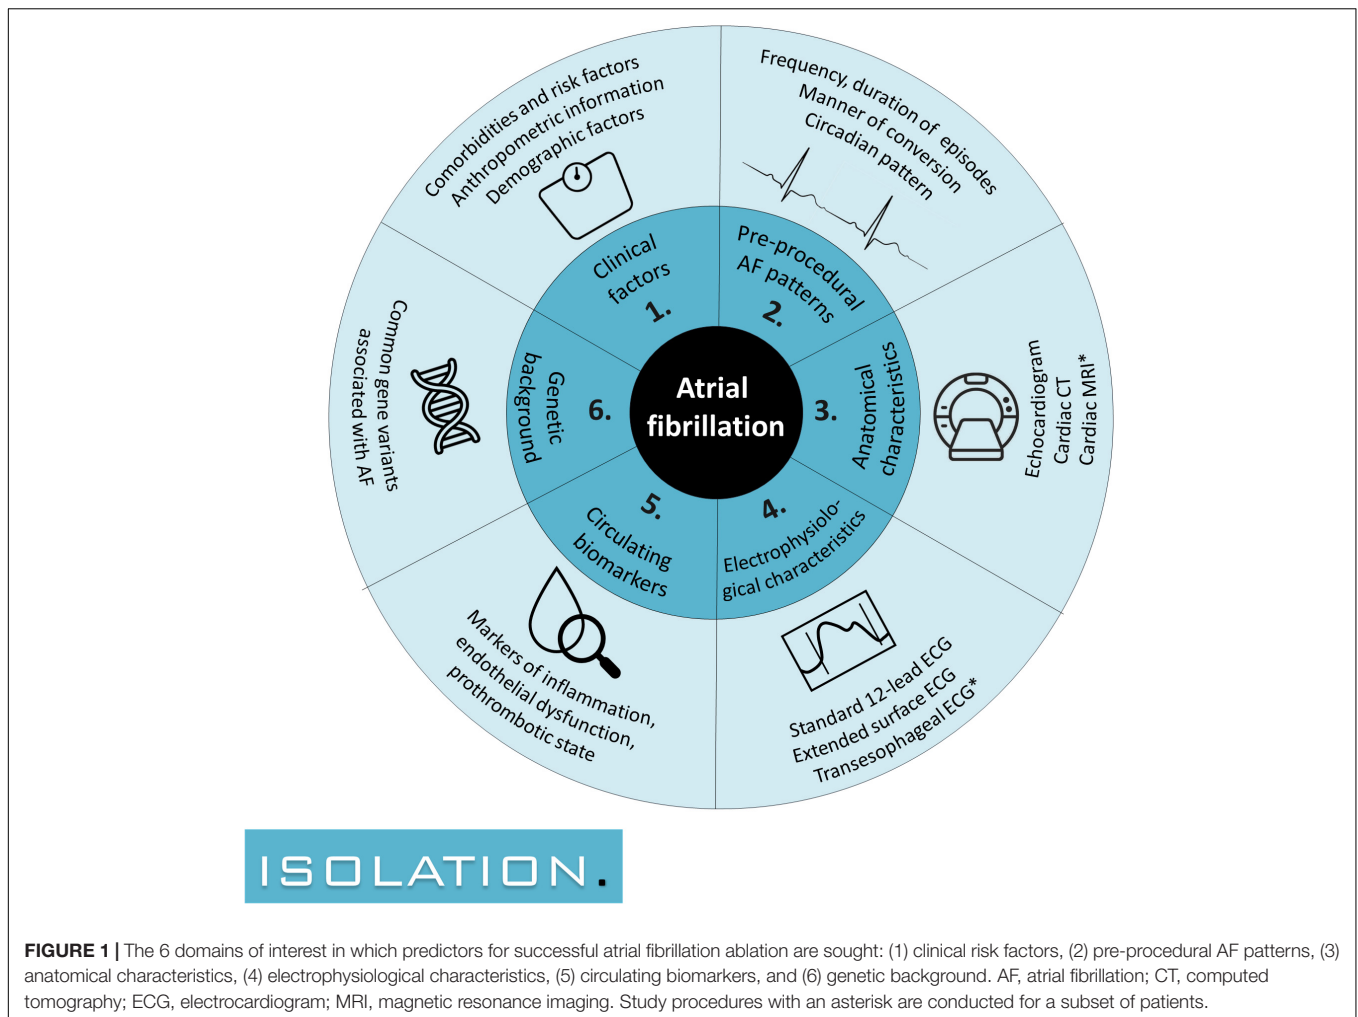 Comorbidities and risk factors
Anthropometric information
Demographic factors
Frequency, duration of episodes
Manner of conversion
Circadian pattern
Clinical
factors
1.
Pre-procedural
AF patterns
2.
Atrial
fibrillation
3.
Anatomical
characteristics
Echocardiogram
Cardiac CT
Cardiac MRI*
4.
Electrophysiolo-
gical characteristics
Standard 12-lead ECG
Extended surface ECG
Transesophageal ECG*
5.
Circulating
biomarkers
Markers of inflammation,
endothelial dysfunction,
prothrombotic state
6.
Genetic
background
Common gene variants
associated with AF
ISOLATION.
FIGURE 1 | The 6 domains of interest in which predictors for successful atrial fibrillation ablation are sought: (1) clinical risk factors, (2) pre-procedural AF patterns, (3)
anatomical characteristics, (4) electrophysiological characteristics, (5) circulating biomarkers, and (6) genetic background. AF, atrial fibrillation; CT, computed
tomography; ECG, electrocardiogram; MRI, magnetic resonance imaging. Study procedures with an asterisk are conducted for a subset of patients.